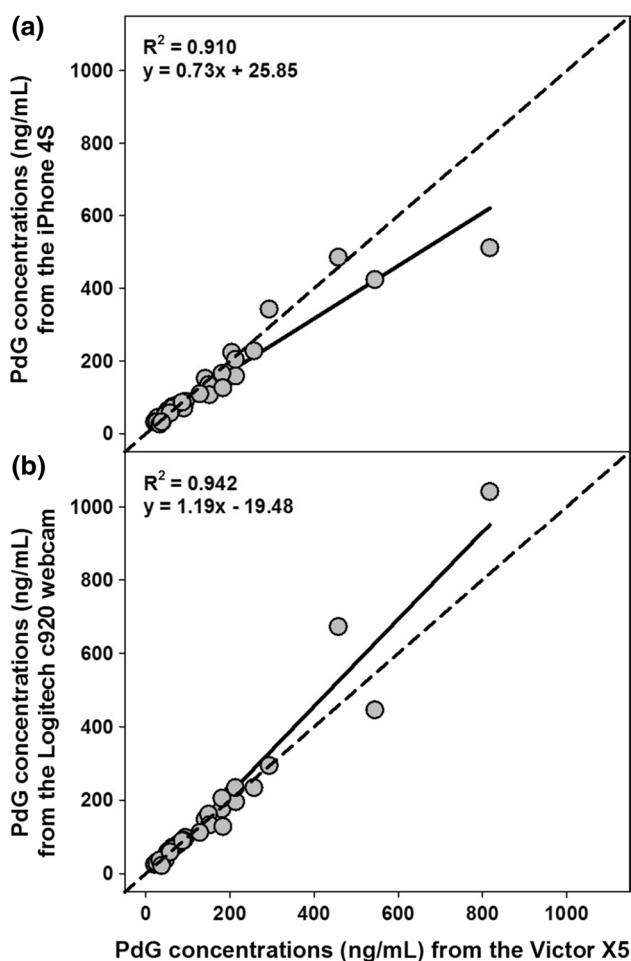 (a)
R² = 0.910
y = 0.73x + 25.85
PdG concentrations (ng/mL)
from the iPhone 4S
1000
800
600
400
200
0
(b)
R² = 0.942
y = 1.19x - 19.48
PdG concentrations (ng/mL)
from the Logitech c920 webcam
1000
800
600
400
200
0
0 200 400 600 800 1000
PdG concentrations (ng/mL) from the Victor X5